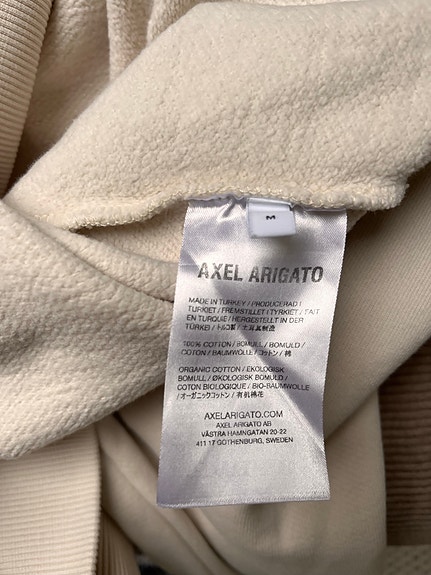 M
AXEL ARIGATO
MADE IN TURKEY / PRODUCERAD I
TURKIET / FREMSTILLET I TYRKIET / FAIT
EN TURQUIE / HERGESTELLT IN DER
TÜRKEI / トルコ製 / 土耳其制造
100% COTTON / BOMULL / BOMULD /
COTON / BAUMWOLLE / コットン / 棉
ORGANIC COTTON / EKOLOGISK
BOMULL / ØKOLOGISK BOMULD /
COTON BIOLOGIQUE / BIO-BAUMWOLLE
/ オーガニックコットン / 有机棉花
AXELARIGATO.COM
AXEL ARIGATO AB
VÄSTRA HAMNGATAN 20-22
411 17 GOTHENBURG, SWEDEN